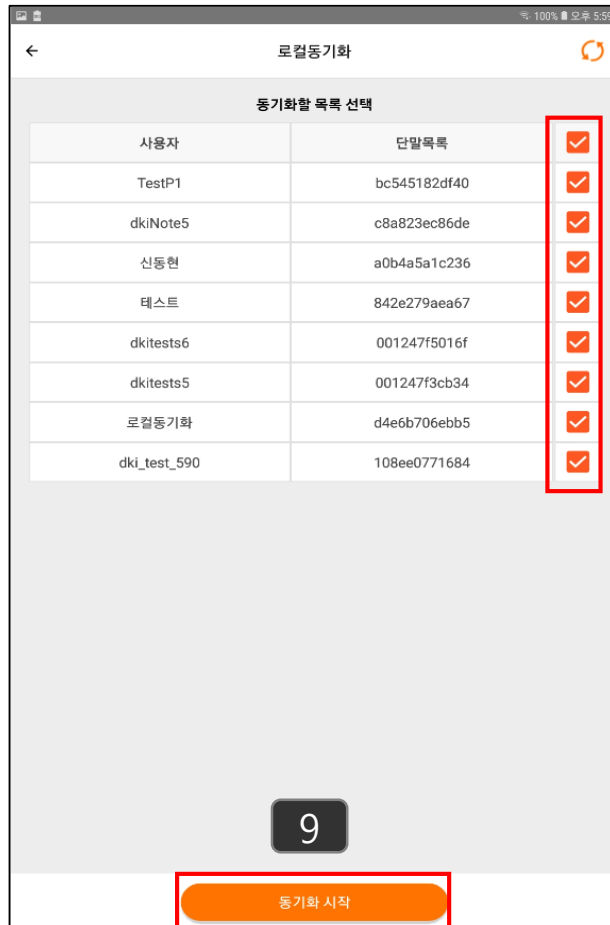 100% 오후 5:59
로컬동기화
동기화할 목록 선택
사용자 단말목록
TestP1 bc545182df40
dkiNote5 c8a823ec86de
신동현 a0b4a5a1c236
테스트 842e279aea67
dkitests6 001247f5016f
dkitests5 001247f3cb34
로컬동기화 d4e6b706ebb5
dki_test_590 108ee0771684
9
동기화 시작